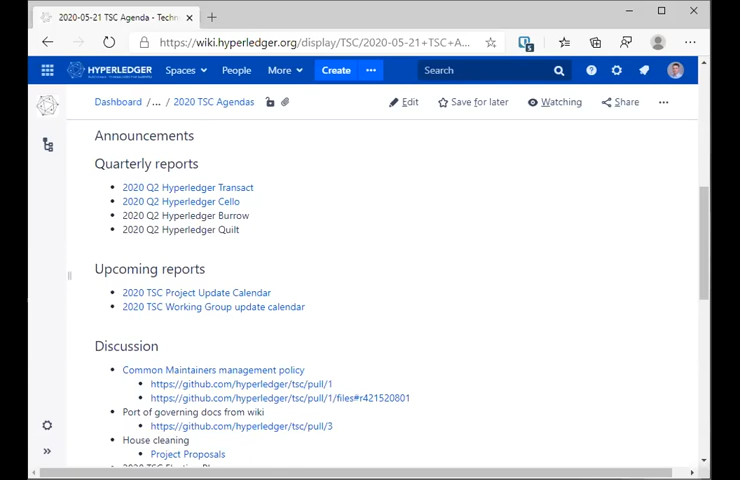 2020-05-21 TSC Agenda - Techn
https://wiki.hyperledger.org/display/TSC/2020-05-21+TSC+A...
5
HYPERLEDGER
Spaces
People
More
Create
Search
Dashboard /... / 2020 TSC Agendas
Edit
Save for later
Watching
Share
Announcements
Quarterly reports
2020 Q2 Hyperledger Transact
2020 Q2 Hyperledger Cello
2020 Q2 Hyperledger Burrow
2020 Q2 Hyperledger Quilt
Upcoming reports
2020 TSC Project Update Calendar
2020 TSC Working Group update calendar
Discussion
Common Maintainers management policy
https://github.com/hyperledger/tsc/pull/1
https://github.com/hyperledger/tsc/pull/1/files#r421520801
Port of governing docs from wiki
https://github.com/hyperledger/tsc/pull/3
House cleaning
Project Proposals